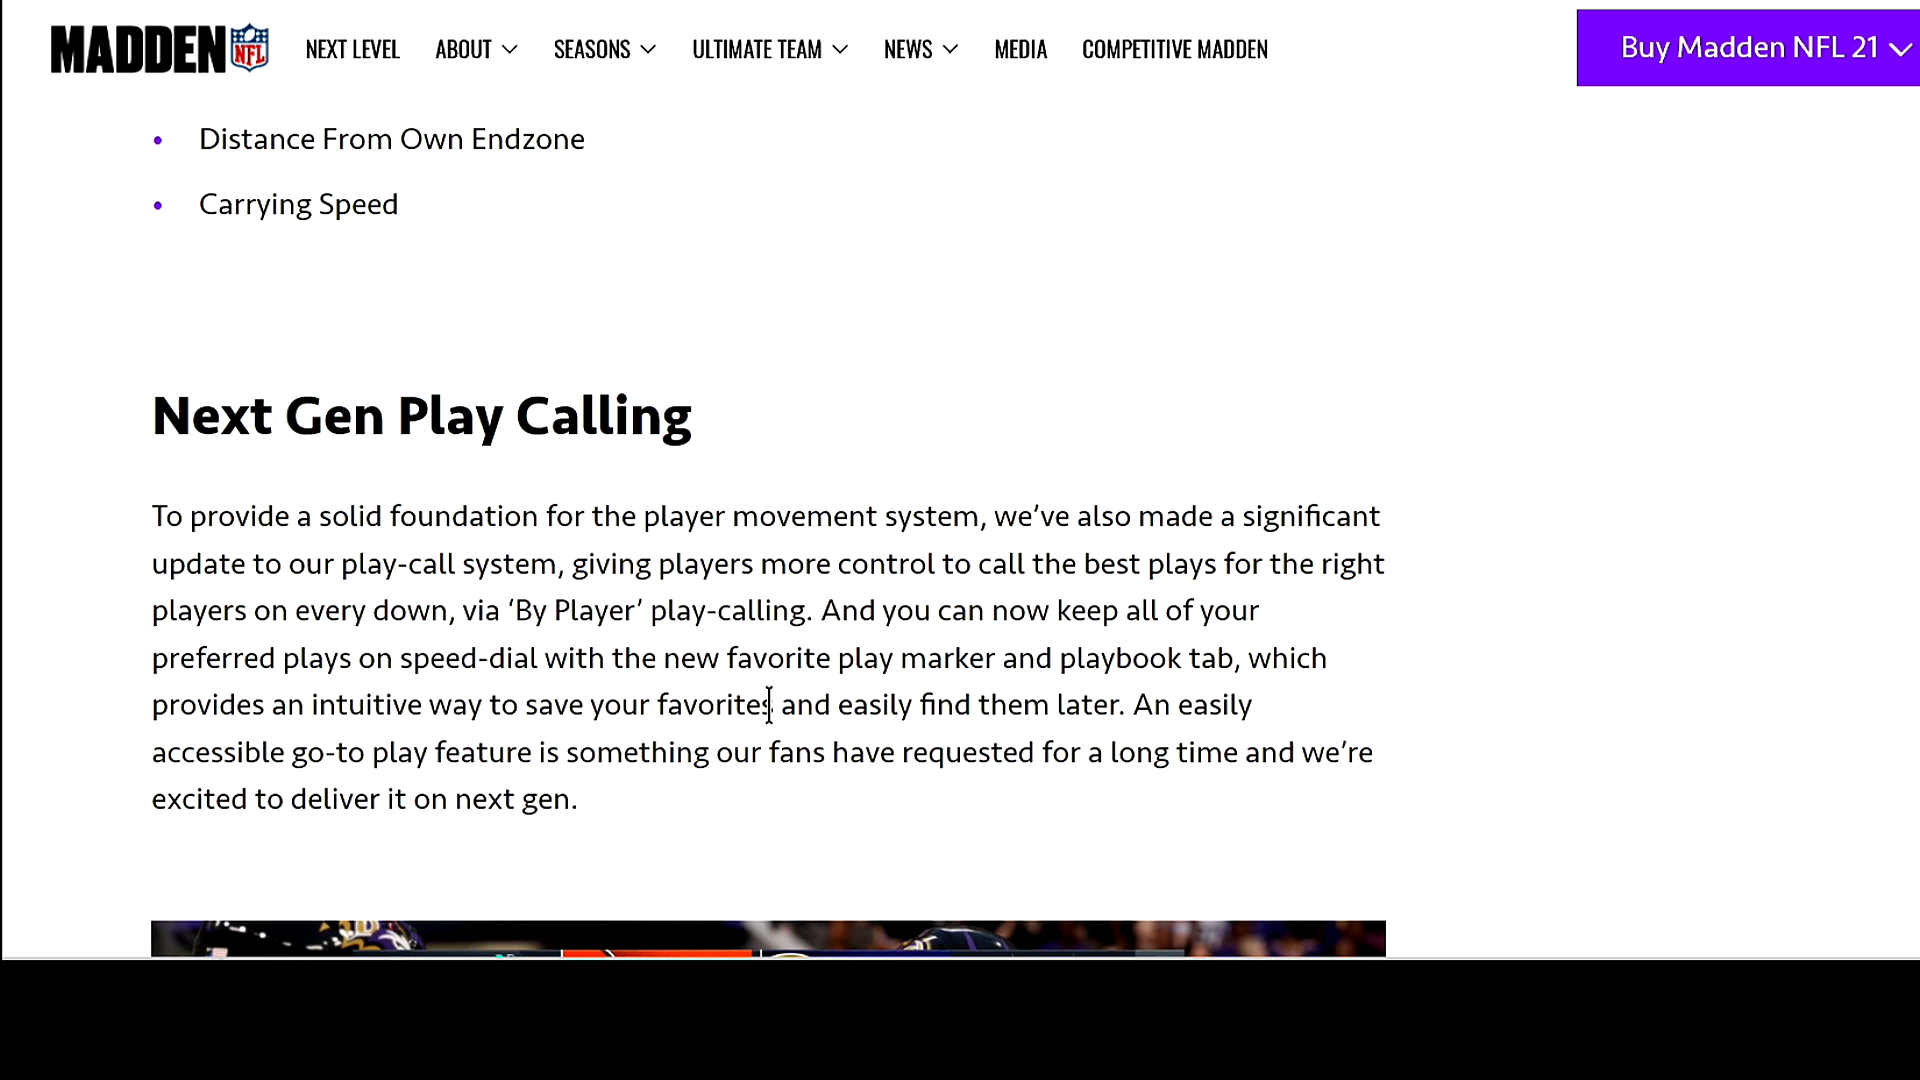 MADDEN NFL NEXT LEVEL ABOUT SEASONS ULTIMATE TEAM NEWS MEDIA COMPETITIVE MADDEN Buy Madden NFL 21
• Distance From Own Endzone
• Carrying Speed
Next Gen Play Calling
To provide a solid foundation for the player movement system, we’ve also made a significant
update to our play-call system, giving players more control to call the best plays for the right
players on every down, via ‘By Player’ play-calling. And you can now keep all of your
preferred plays on speed-dial with the new favorite play marker and playbook tab, which
provides an intuitive way to save your favorites and easily find them later. An easily
accessible go-to play feature is something our fans have requested for a long time and we’re
excited to deliver it on next gen.